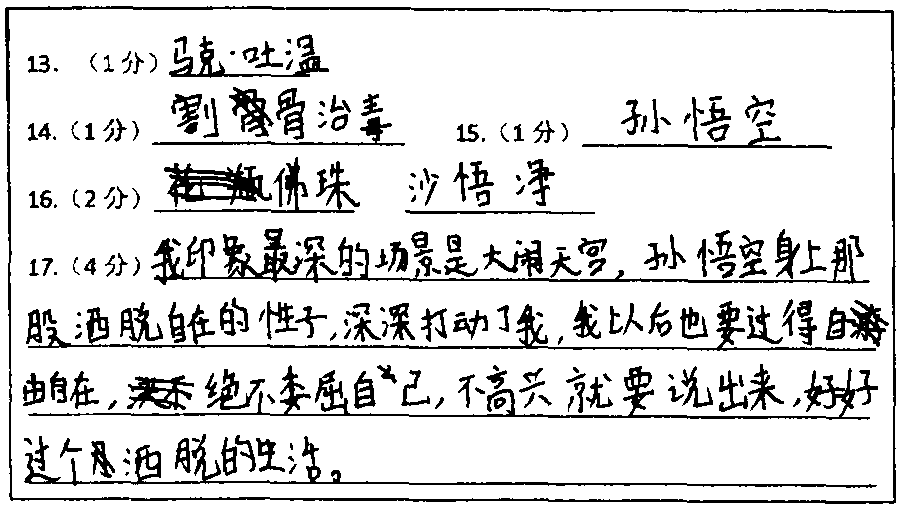 13. （1分）马克·吐温
14.（1分）割骨治毒 15.（1分）孙悟空
16.（2分）佛珠 沙悟净
17.（4分）我印象最深的场景是大闹天宫，孙悟空身上那
股洒脱自在的性子，深深打动了我，我以后也要过得自
由自在，绝不委屈自己，不高兴就要说出来，好好
过个洒脱的生活。